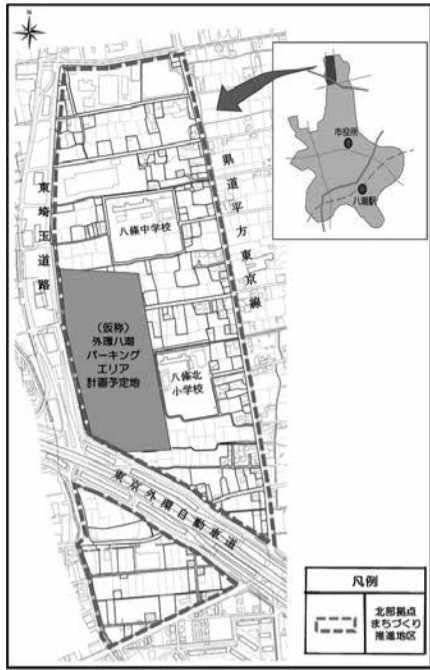 N
市役所
八潮駅
県道平方東京線
東埼玉道路
八條中学校
(仮称)
外環八潮
パーキング
エリア
計画予定地
八條北
小学校
東京外環自動車道
凡例
北部拠点
まちづくり
推進地区